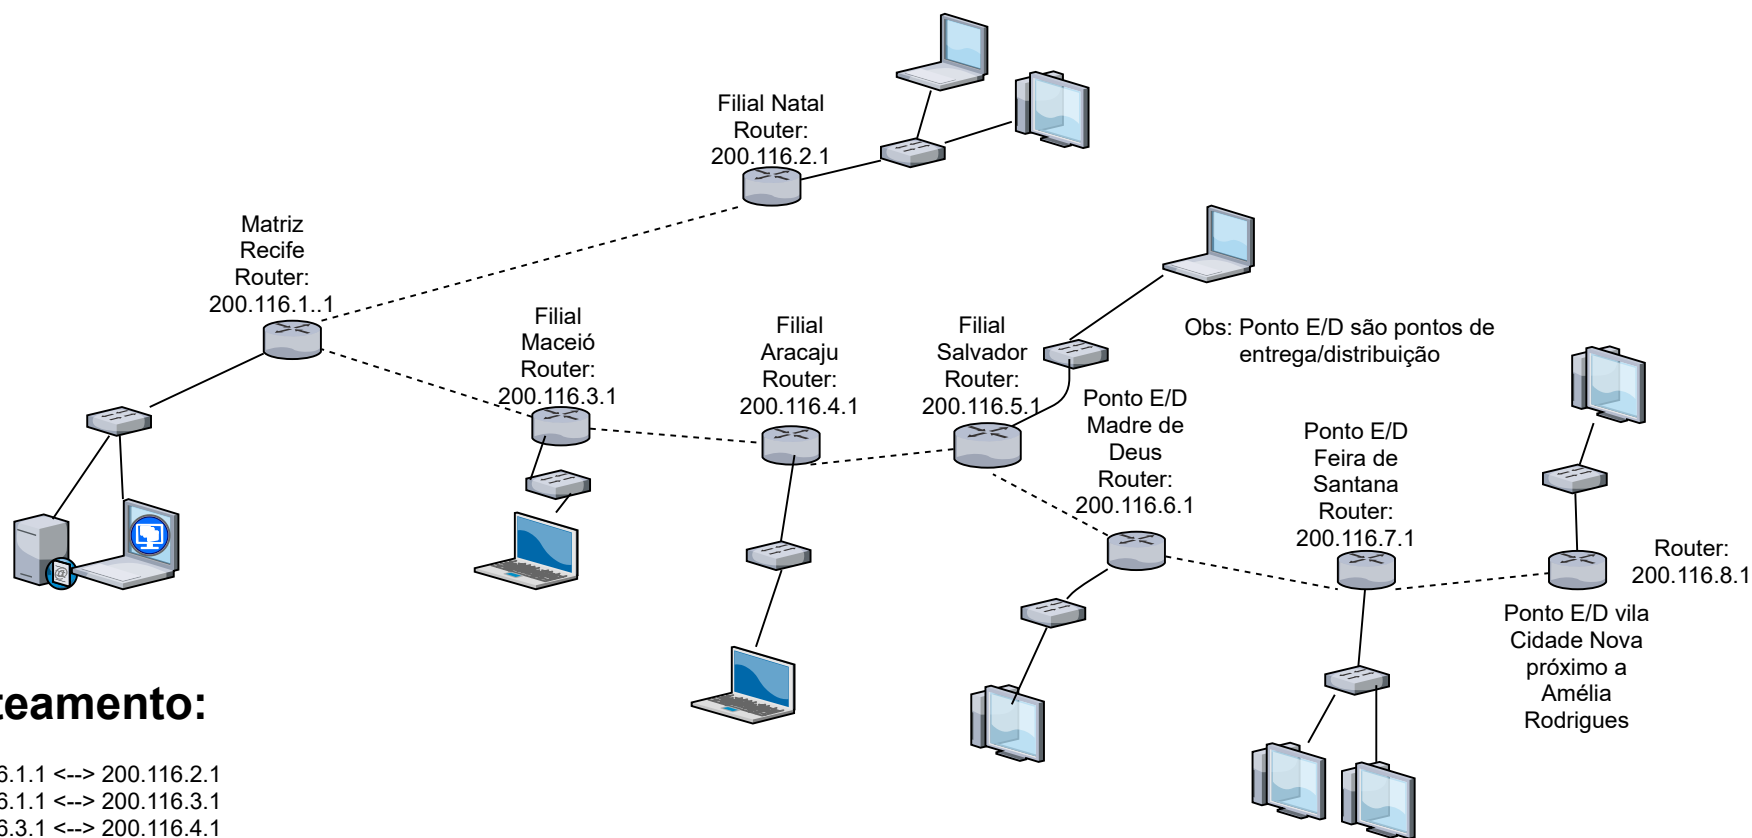 Filial Natal
Router:
200.116.2.1
Matriz
Recife
Router:
200.116.1..1
Filial
Maceió
Router:
200.116.3.1
Filial
Aracaju
Router:
200.116.4.1
Filial
Salvador
Router:
200.116.5.1
Obs: Ponto E/D são pontos de
entrega/distribuição
Ponto E/D
Madre de
Deus
Router:
200.116.6.1
Ponto E/D
Feira de
Santana
Router:
200.116.7.1
Router:
200.116.8.1
Ponto E/D vila
Cidade Nova
próximo a
Amélia
Rodrigues
teamento:
6.1.1 <--> 200.116.2.1
6.1.1 <--> 200.116.3.1
6.3.1 <--> 200.116.4.1